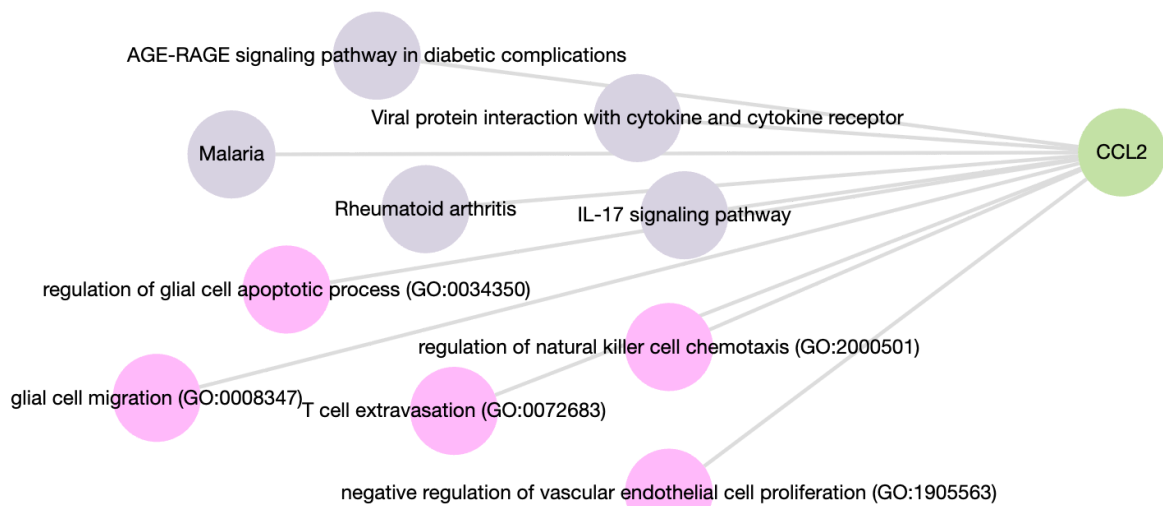 AGE-RAGE signaling pathway in diabetic complications
Viral protein interaction with cytokine and cytokine receptor
Malaria
CCL2
Rheumatoid arthritis
IL-17 signaling pathway
regulation of glial cell apoptotic process (GO:0034350)
regulation of natural killer cell chemotaxis (GO:2000501)
glial cell migration (GO:0008347)
T cell extravasation (GO:0072683)
negative regulation of vascular endothelial cell proliferation (GO:1905563)